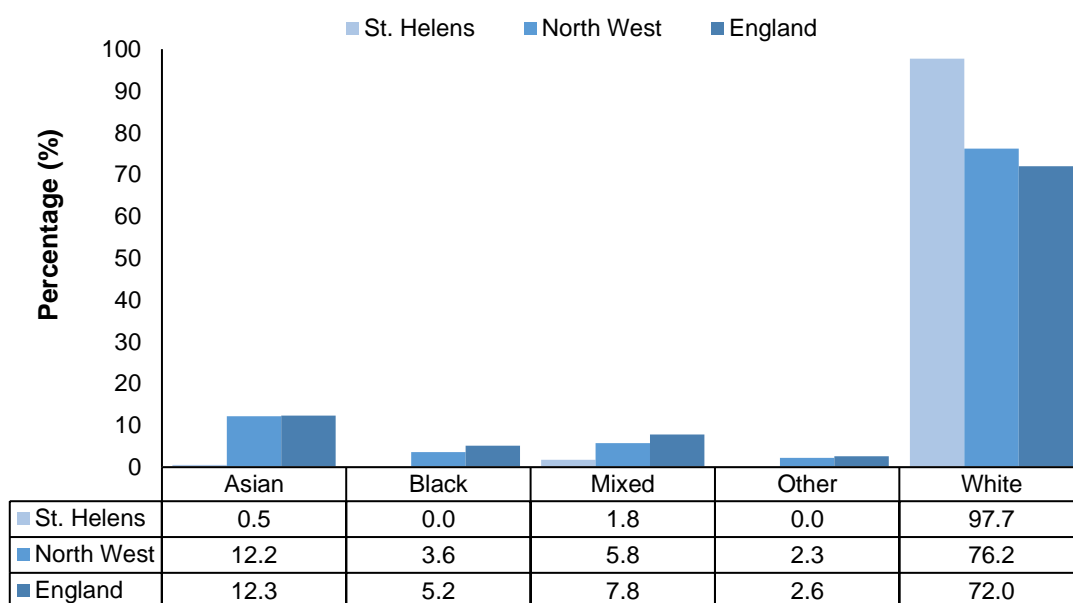 St. Helens North West England
Percentage (%)
100
90
80
70
60
50
40
30
20
10
0
Asian Black Mixed Other White
St. Helens 0.5 0.0 1.8 0.0 97.7
North West 12.2 3.6 5.8 2.3 76.2
England 12.3 5.2 7.8 2.6 72.0